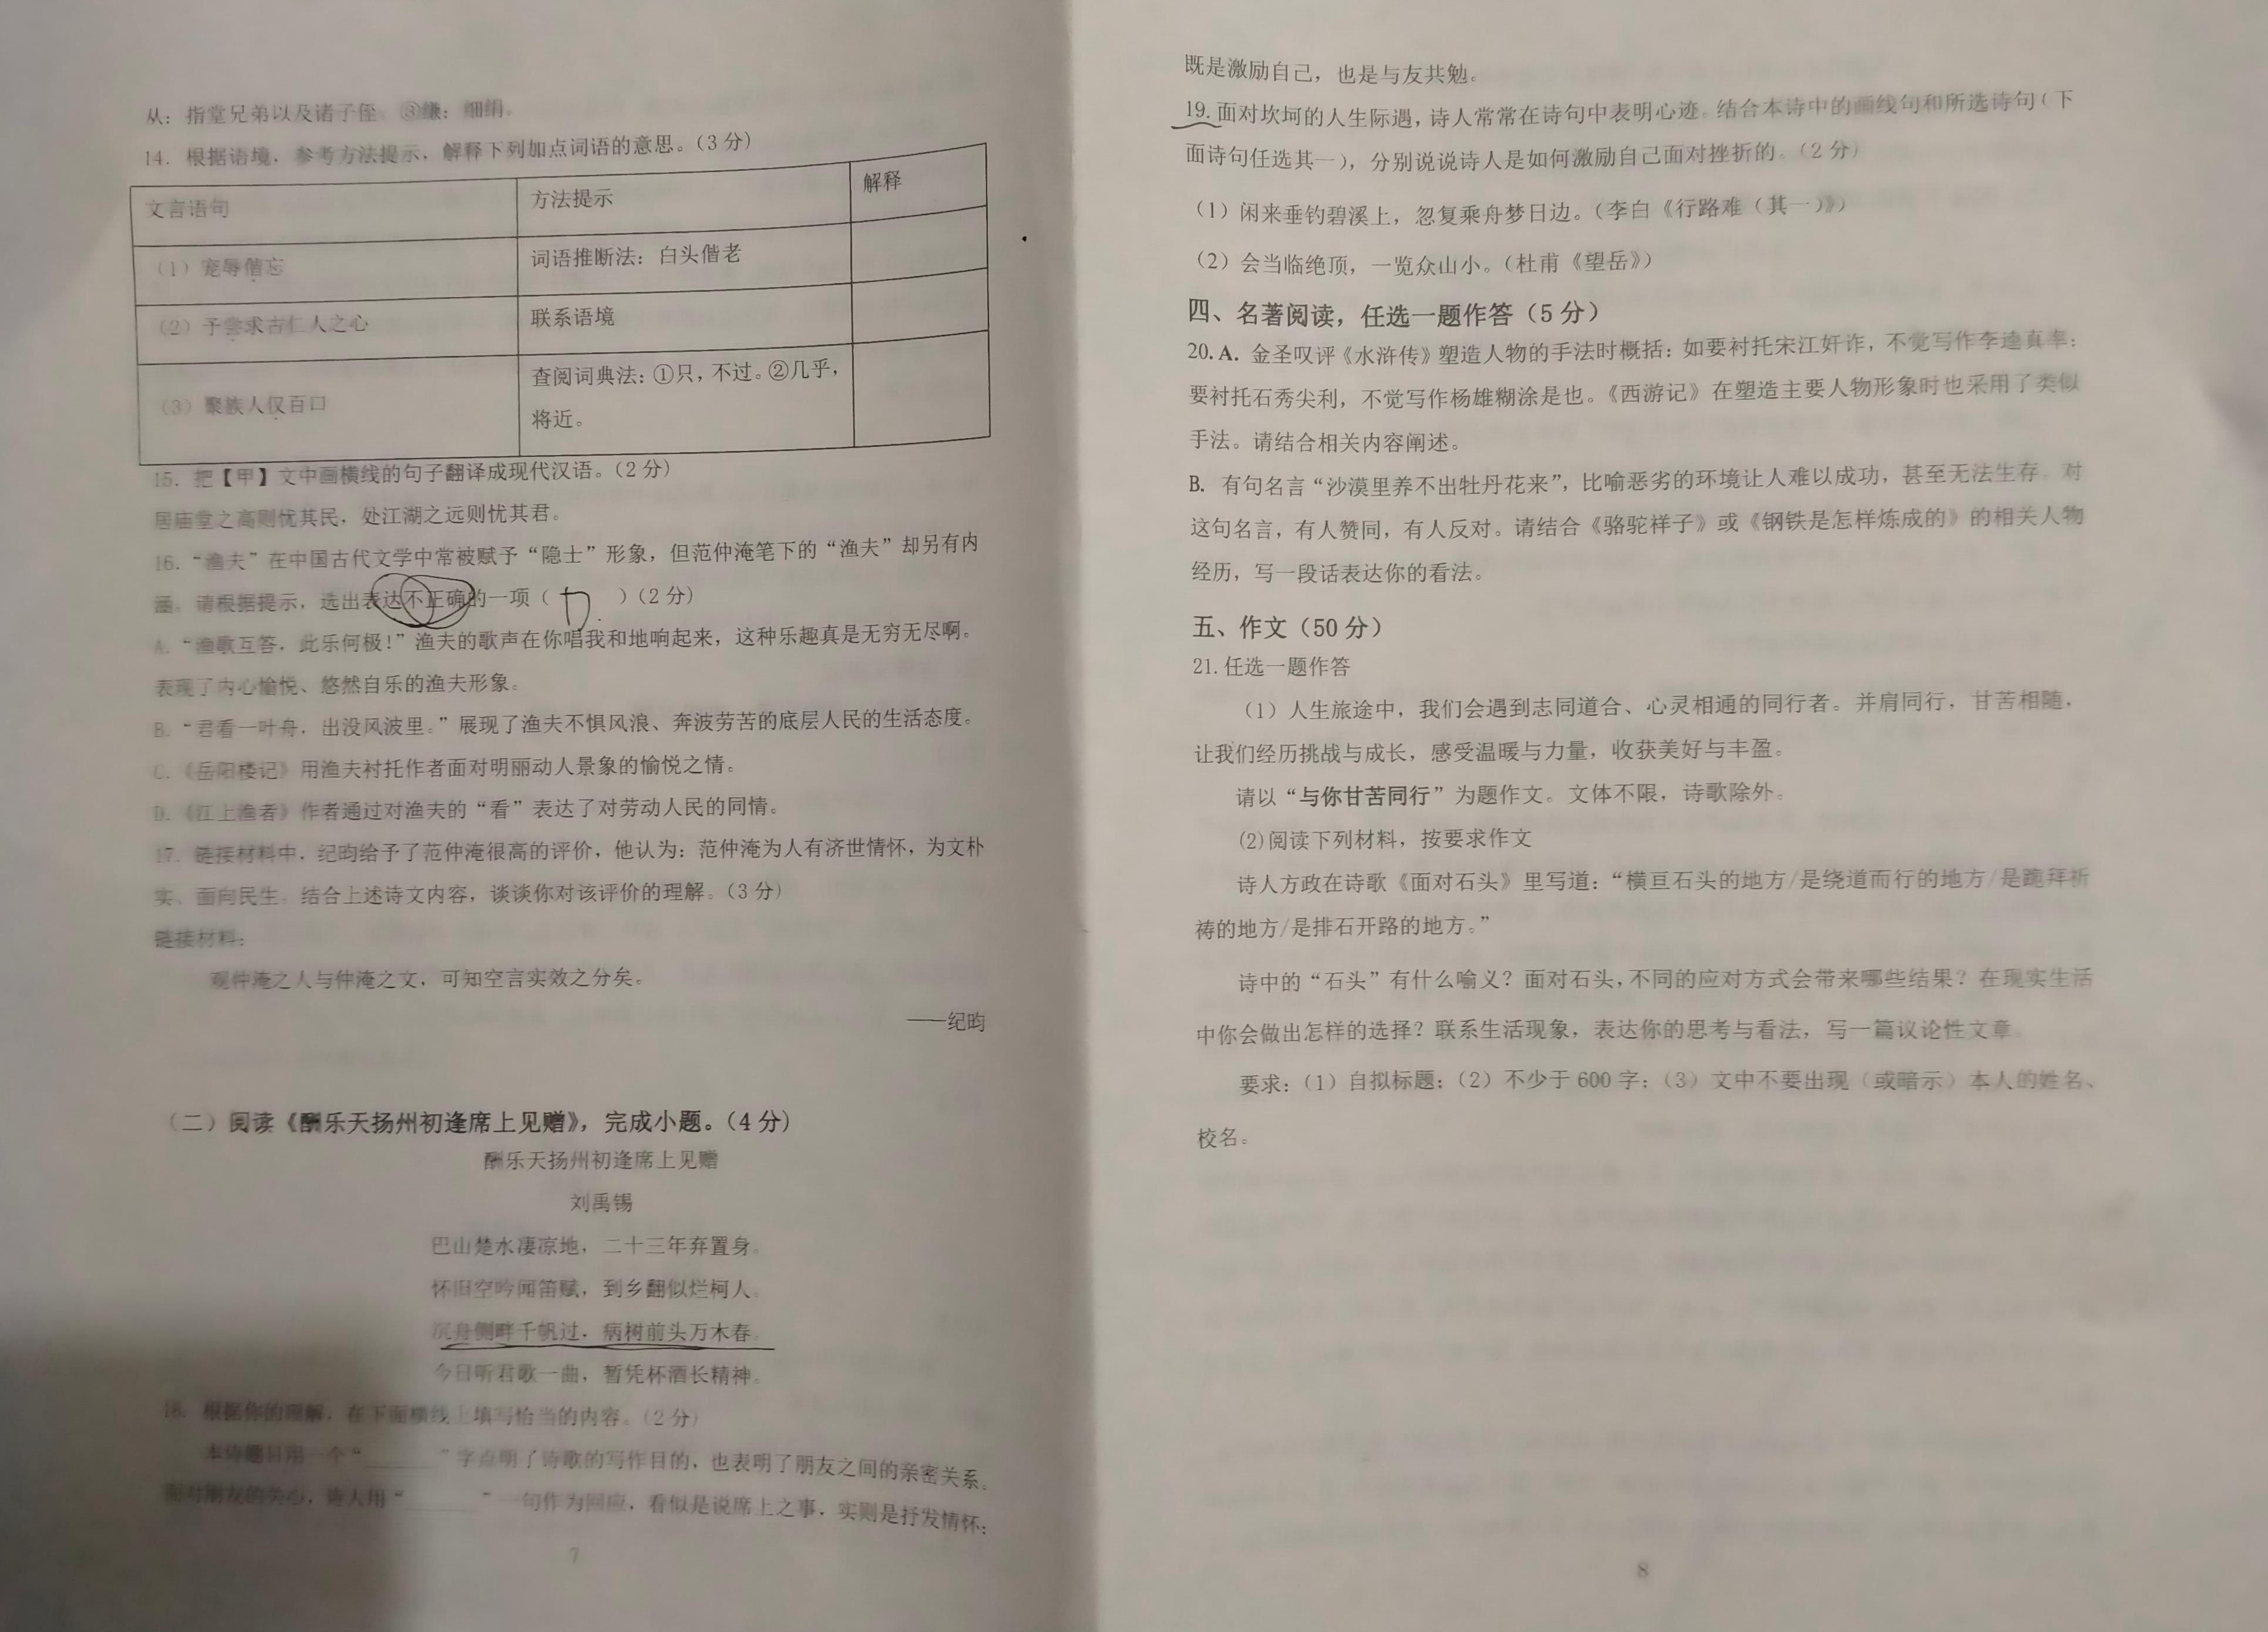 从：指堂兄弟以及诸子侄。③缣：细绢。
14．根据语境，参考方法提示，解释下列加点词语的意思。（3 分）
文言语句 方法提示 解释
（1）宠辱偕忘 词语推断法：白头偕老
（2）予尝求古仁人之心 联系语境
（3）聚族人仅百口 查阅词典法：①只，不过。②几乎，
将近。
15．把【甲】文中画横线的句子翻译成现代汉语。（2 分）
居庙堂之高则忧其民，处江湖之远则忧其君。
16．“渔夫”在中国古代文学中常被赋予“隐士”形象，但范仲淹笔下的“渔夫”却另有内
涵。请根据提示，选出表达不正确的一项（ ）（2 分）
A．“渔歌互答，此乐何极！”渔夫的歌声在你唱我和地响起来，这种乐趣真是无穷无尽啊。
表现了内心愉悦、悠然自乐的渔夫形象。
B．“君看一叶舟，出没风波里。”展现了渔夫不惧风浪、奔波劳苦的底层人民的生活态度。
C．《岳阳楼记》用渔夫衬托作者面对明丽动人景象的愉悦之情。
D．《江上渔者》作者通过对渔夫的“看”表达了对劳动人民的同情。
17．链接材料中，纪昀给予了范仲淹很高的评价，他认为：范仲淹为人有济世情怀，为文朴
实、面向民生。结合上述诗文内容，谈谈你对该评价的理解。（3 分）
链接材料：
观仲淹之人与仲淹之文，可知空言实效之分矣。
——纪昀
（二）阅读《酬乐天扬州初逢席上见赠》，完成小题。（4 分）
酬乐天扬州初逢席上见赠
刘禹锡
巴山楚水凄凉地，二十三年弃置身。
怀旧空吟闻笛赋，到乡翻似烂柯人。
沉舟侧畔千帆过，病树前头万木春。
今日听君歌一曲，暂凭杯酒长精神。
18．根据你的理解，在下面横线上填写恰当的内容。（2 分）
本诗题目用一个“______”字点明了诗歌的写作目的，也表明了朋友之间的亲密关系。
面对朋友的关心，诗人用“______”一句作为回应，看似是说席上之事，实则是抒发情怀：
7
既是激励自己，也是与友共勉。
19.面对坎坷的人生际遇，诗人常常在诗句中表明心迹。结合本诗中的画线句和所选诗句（下
面诗句任选其一），分别说说诗人是如何激励自己面对挫折的。（2 分）
（1）闲来垂钓碧溪上，忽复乘舟梦日边。（李白《行路难（其一）》）
（2）会当临绝顶，一览众山小。（杜甫《望岳》）
四、名著阅读，任选一题作答（5 分）
20. A. 金圣叹评《水浒传》塑造人物的手法时概括：如要衬托宋江奸诈，不觉写作李逵真率；
要衬托石秀尖利，不觉写作杨雄糊涂是也。《西游记》在塑造主要人物形象时也采用了类似
手法。请结合相关内容阐述。
B. 有句名言“沙漠里养不出牡丹花来”，比喻恶劣的环境让人难以成功，甚至无法生存。对
这句名言，有人赞同，有人反对。请结合《骆驼祥子》或《钢铁是怎样炼成的》的相关人物
经历，写一段话表达你的看法。
五、作文（50 分）
21. 任选一题作答
（1）人生旅途中，我们会遇到志同道合、心灵相通的同行者。并肩同行，甘苦相随，
让我们经历挑战与成长，感受温暖与力量，收获美好与丰盈。
请以“与你甘苦同行”为题作文。文体不限，诗歌除外。
(2)阅读下列材料，按要求作文
诗人方政在诗歌《面对石头》里写道：“横亘石头的地方/是绕道而行的地方/是跪拜祈
祷的地方/是排石开路的地方。”
诗中的“石头”有什么喻义？面对石头，不同的应对方式会带来哪些结果？在现实生活
中你会做出怎样的选择？联系生活现象，表达你的思考与看法，写一篇议论性文章。
要求：（1）自拟标题；（2）不少于 600 字；（3）文中不要出现（或暗示）本人的姓名、
校名。
8